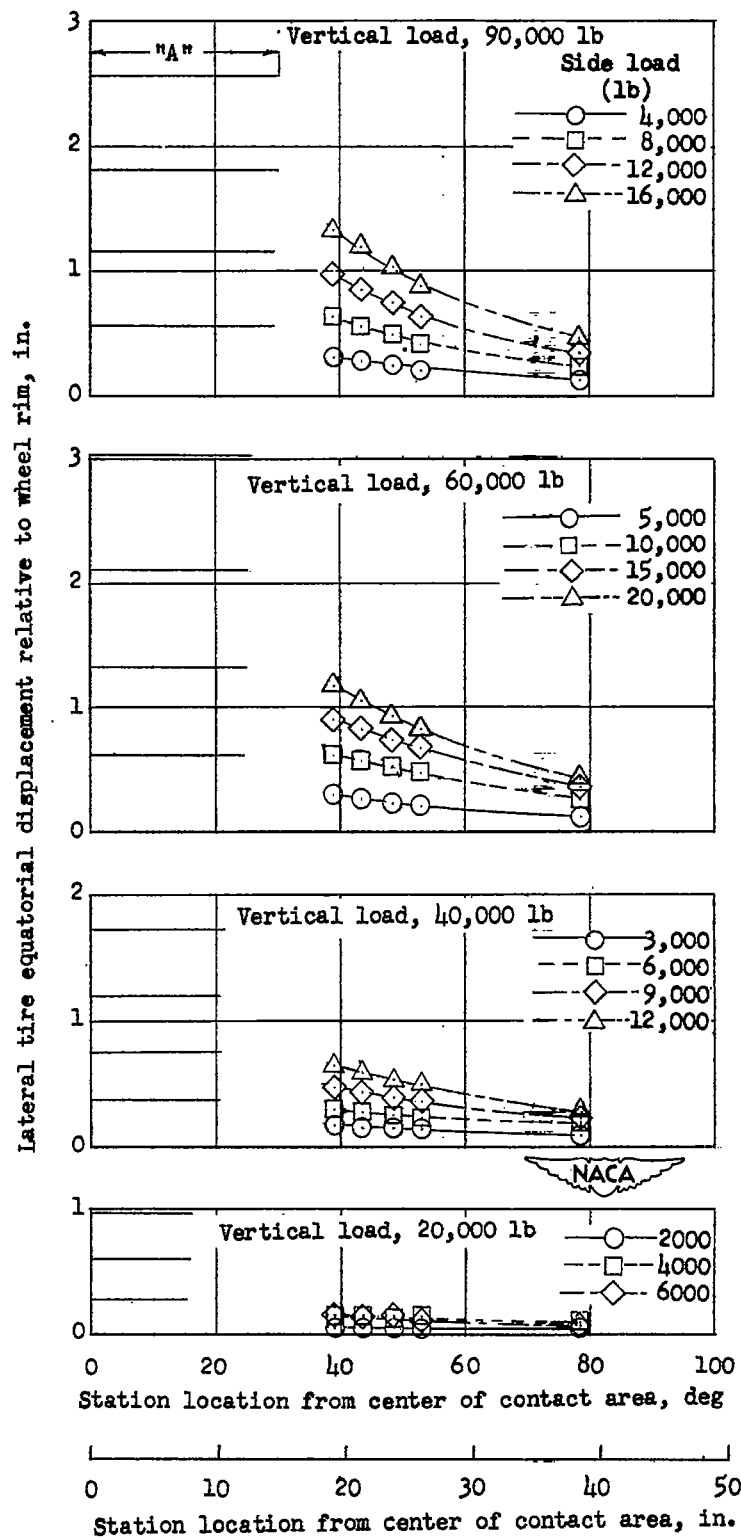 3
"A"
Vertical load, 90,000 lb
Side load
(lb)
4,000
8,000
12,000
16,000
2
1
0
3
Vertical load, 60,000 lb
5,000
10,000
15,000
20,000
2
1
0
2
Vertical load, 40,000 lb
3,000
6,000
9,000
12,000
1
0
NACA
1
Vertical load, 20,000 lb
2000
4000
6000
0
Lateral tire equatorial displacement relative to wheel rim, in.
0 20 40 60 80 100
Station location from center of contact area, deg
0 10 20 30 40 50
Station location from center of contact area, in.